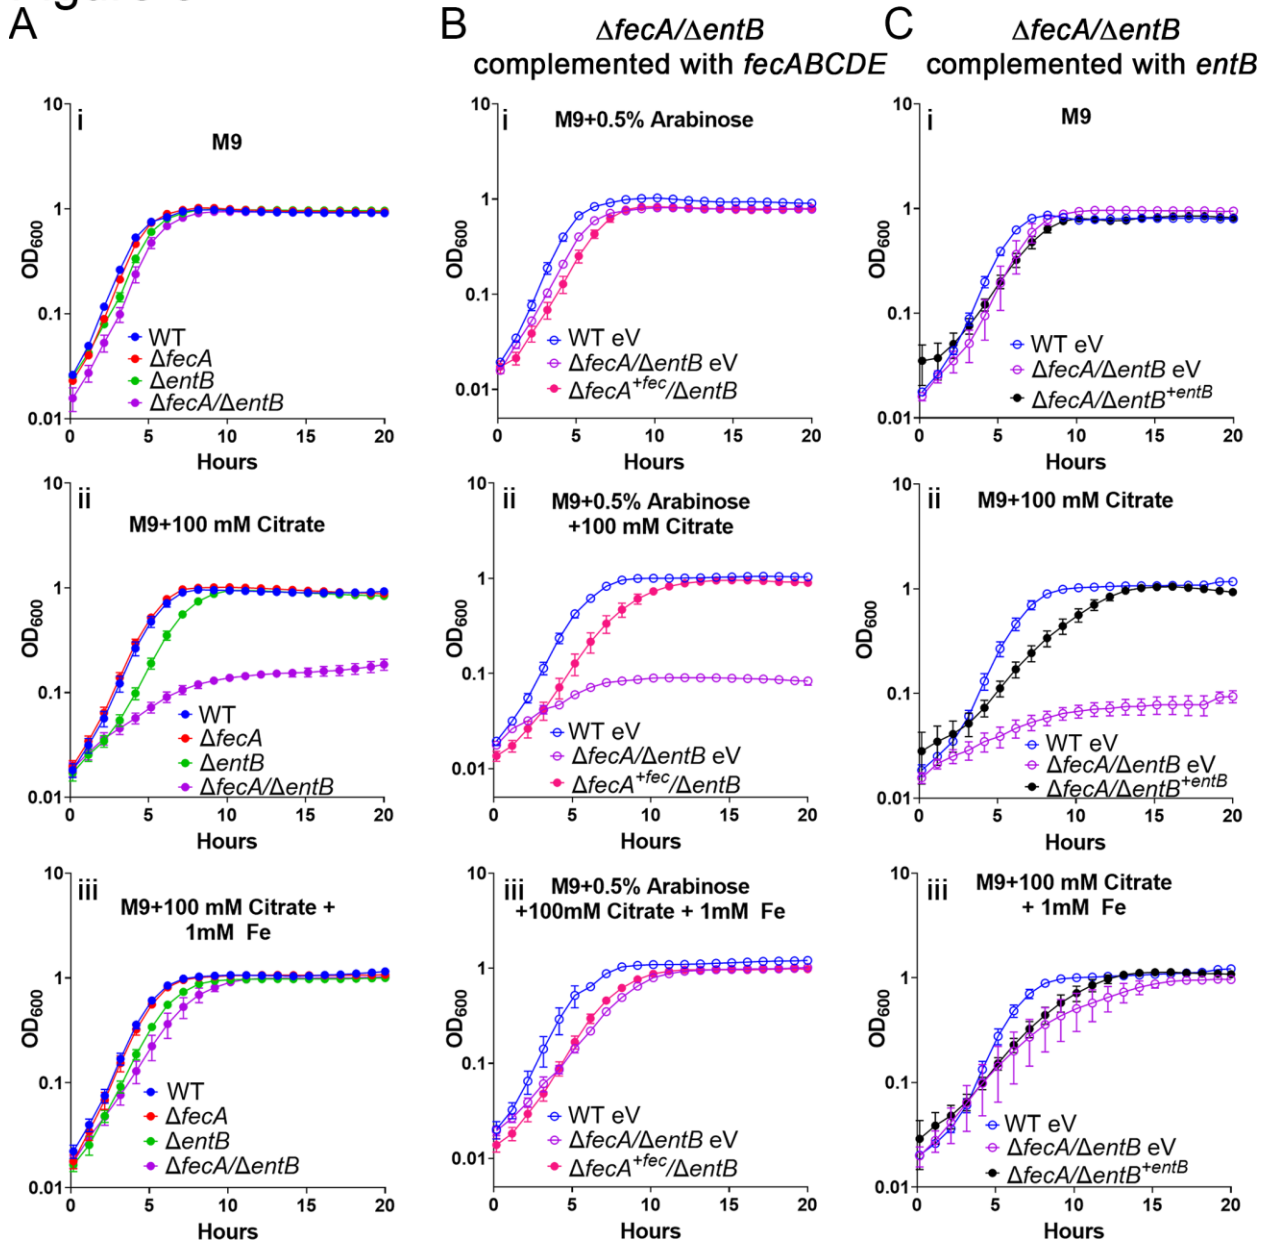 A
B
ΔfecA/ΔentB
complemented with fecABCDE
C
ΔfecA/ΔentB
complemented with entB
i
M9
10
1
0.1
0.01
OD600
WT
ΔfecA
ΔentB
ΔfecA/ΔentB
0
5
10
15
20
Hours
i
M9+0.5% Arabinose
10
1
0.1
0.01
OD600
WT eV
ΔfecA/ΔentB eV
ΔfecA+fec/ΔentB
0
5
10
15
20
Hours
i
M9
10
1
0.1
0.01
OD600
WT eV
ΔfecA/ΔentB eV
ΔfecA/ΔentB+entB
0
5
10
15
20
Hours
ii
M9+100 mM Citrate
10
1
0.1
0.01
OD600
WT
ΔfecA
ΔentB
ΔfecA/ΔentB
0
5
10
15
20
Hours
ii
M9+0.5% Arabinose
+100 mM Citrate
10
1
0.1
0.01
OD600
WT eV
ΔfecA/ΔentB eV
ΔfecA+fec/ΔentB
0
5
10
15
20
Hours
ii
M9+100 mM Citrate
10
1
0.1
0.01
OD600
WT eV
ΔfecA/ΔentB eV
ΔfecA/ΔentB+entB
0
5
10
15
20
Hours
iii
M9+100 mM Citrate +
1mM Fe
10
1
0.1
0.01
OD600
WT
ΔfecA
ΔentB
ΔfecA/ΔentB
0
5
10
15
20
Hours
iii
M9+0.5% Arabinose
+100mM Citrate + 1mM Fe
10
1
0.1
0.01
OD600
WT eV
ΔfecA/ΔentB eV
ΔfecA+fec/ΔentB
0
5
10
15
20
Hours
iii
M9+100 mM Citrate
+ 1mM Fe
10
1
0.1
0.01
OD600
WT eV
ΔfecA/ΔentB eV
ΔfecA/ΔentB+entB
0
5
10
15
20
Hours